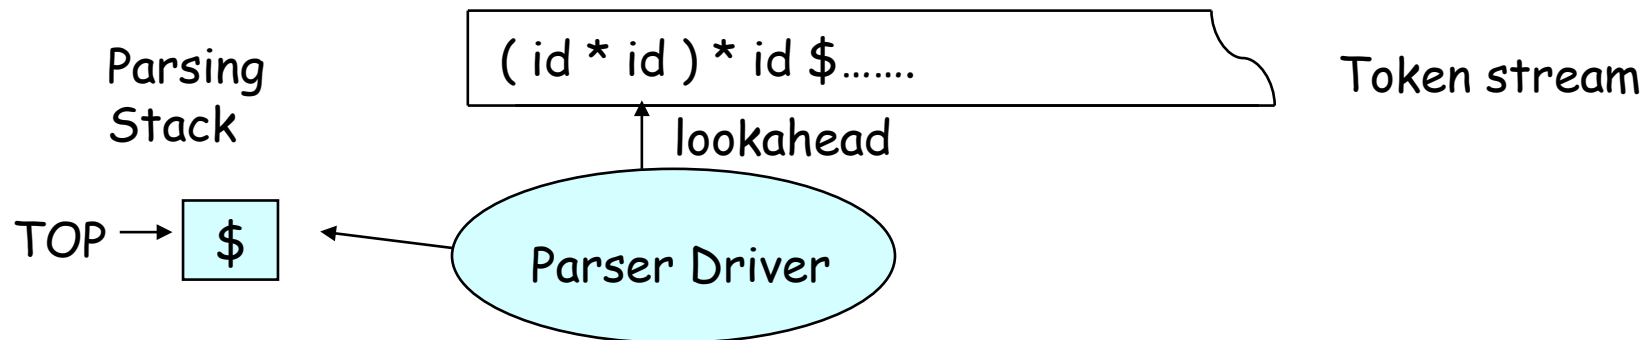 Parsing
Stack
( id * id ) * id $.......
Token stream
lookahead
TOP
$
Parser Driver